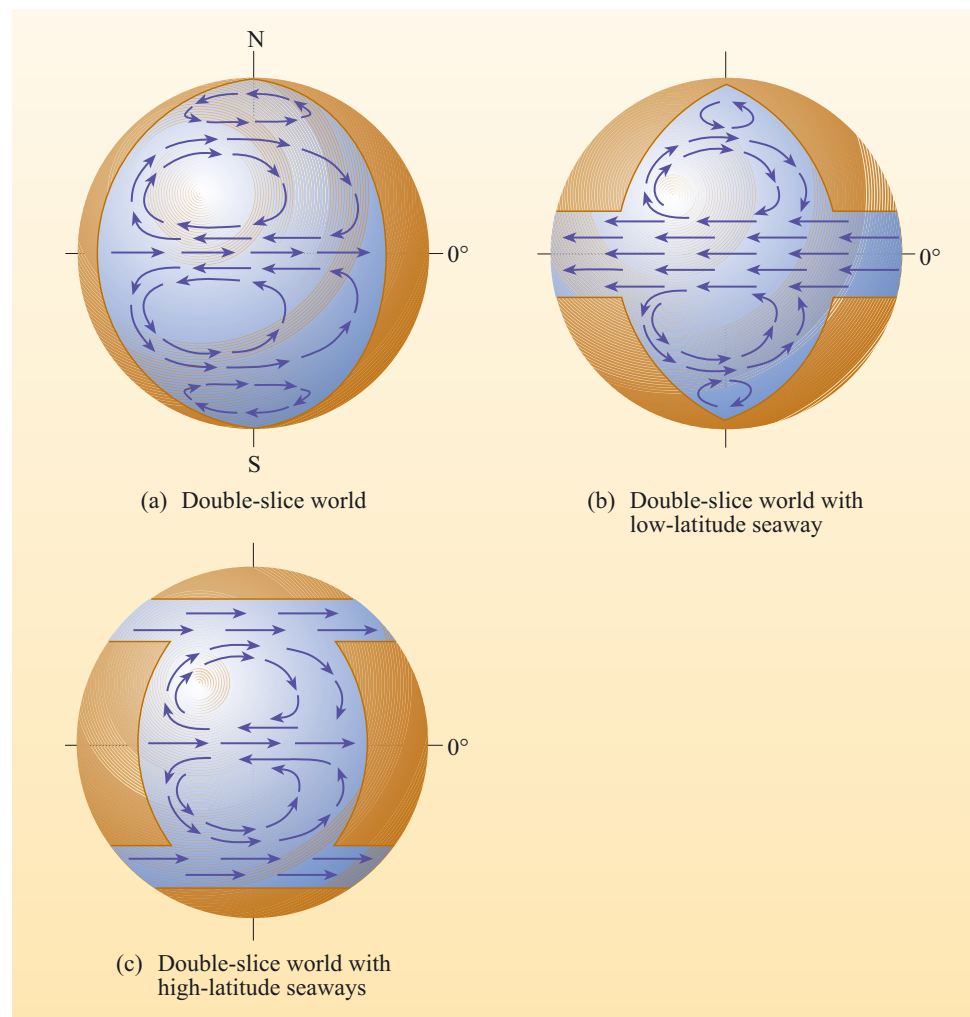 N
0°
0°
S
(a) Double-slice world
(b) Double-slice world with
low-latitude seaway
0°
(c) Double-slice world with
high-latitude seaways